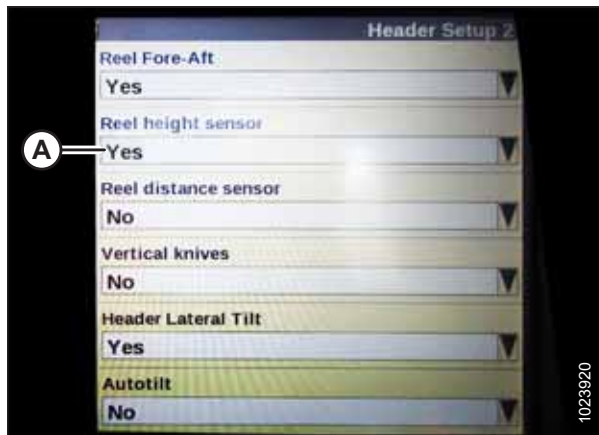 Header Setup 2
Reel Fore-Aft
Yes
Reel height sensor
A
Yes
Reel distance sensor
No
Vertical knives
No
Header Lateral Tilt
Yes
Autotilt
No
1023920